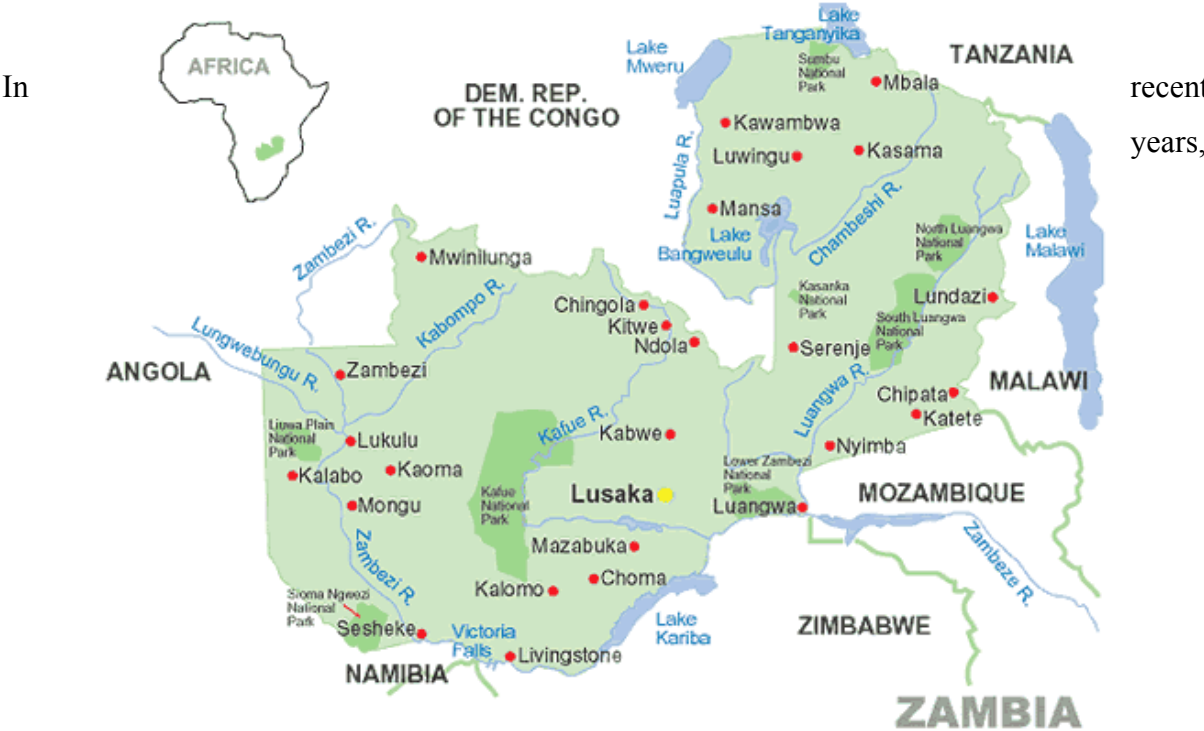 Lake
Tanganyika
Lake
Mweru
TANZANIA
AFRICA
Sumbu
National
Park
Mbala
In
recent
DEM. REP.
OF THE CONGO
Kawambwa
years,
Luwingu
Kasama
Luapula R.
Mansa
Chambeshi R.
Lake
Bangweulu
North Luangwa
National
Park
Lake
Malawi
Zambezi R.
Mwinilunga
Kabompo R.
Kasanka
National
Park
Lundazi
Chingola
Kitwe
Ndola
South Luangwa
National
Park
Lungwebungu R.
Serenje
ANGOLA
Zambezi
MALAWI
Luangwa R.
Chipata
Katete
Liuwa Plain
National
Park
Kafue R.
Lukulu
Kabwe
Nyimba
Kalabo
Kaoma
Lower Zambezi
National
Park
Kafue
National
Park
Lusaka
MOZAMBIQUE
Mongu
Luangwa
Zambezi R.
Mazabuka
Zambeze R.
Choma
Kalomo
Sioma Ngwezi
National
Park
Sesheke
Victoria
Falls
Lake
Kariba
ZIMBABWE
Livingstone
NAMIBIA
ZAMBIA